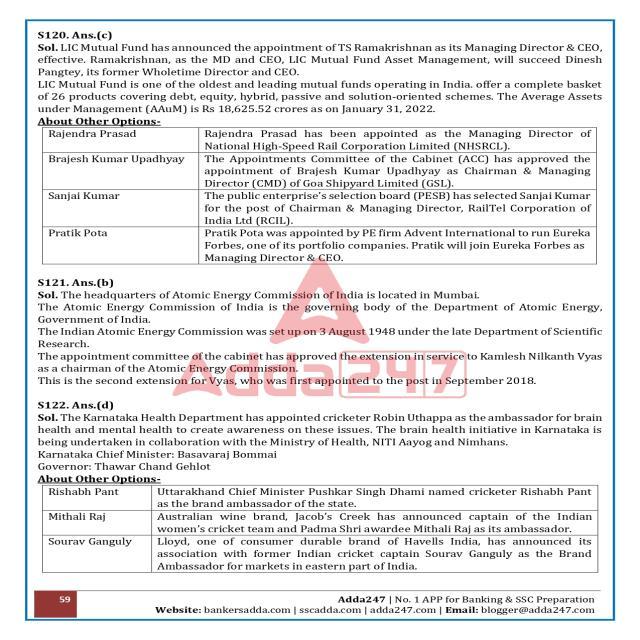 S120. Ans.(c)
Sol. LIC Mutual Fund has announced the appointment of TS Ramakrishnan as its Managing Director & CEO,
effective. Ramakrishnan, as the MD and CEO, LIC Mutual Fund Asset Management, will succeed Dinesh
Pangtey, its former Wholetime Director and CEO.
LIC Mutual Fund is one of the oldest and leading mutual funds operating in India. offer a complete basket
of 26 products covering debt, equity, hybrid, passive and solution-oriented schemes. The Average Assets
under Management (AAuM) is Rs 18,625.52 crores as on January 31, 2022.
About Other Options-
Rajendra Prasad
Rajendra Prasad has been appointed as the Managing Director of
National High-Speed Rail Corporation Limited (NHSRCL).
Brajesh Kumar Upadhyay
The Appointments Committee of the Cabinet (ACC) has approved the
appointment of Brajesh Kumar Upadhyay as Chairman & Managing
Director (CMD) of Goa Shipyard Limited (GSL).
Sanjai Kumar
The public enterprise's selection board (PESB) has selected Sanjai Kumar
for the post of Chairman & Managing Director, RailTel Corporation of
India Ltd (RCIL).
Pratik Pota
Pratik Pota was appointed by PE firm Advent International to run Eureka
Forbes, one of its portfolio companies. Pratik will join Eureka Forbes as
Managing Director & CEO.
S121. Ans.(b)
Sol. The headquarters of Atomic Energy Commission of India is located in Mumbai.
The Atomic Energy Commission of India is the governing body of the Department of Atomic Energy,
Government of India.
The Indian Atomic Energy Commission was set up on 3 August 1948 under the late Department of Scientific
Research.
The appointment committee of the cabinet has approved the extension in service to Kamlesh Nilkanth Vyas
as a chairman of the Atomic Energy Commission.
This is the second extension for Vyas, who was first appointed to the post in September 2018.
Adda247
S122. Ans.(d)
Sol. The Karnataka Health Department has appointed cricketer Robin Uthappa as the ambassador for brain
health and mental health to create awareness on these issues. The brain health initiative in Karnataka is
being undertaken in collaboration with the Ministry of Health, NITI Aayog and Nimhans.
Karnataka Chief Minister: Basavaraj Bommai
Governor: Thawar Chand Gehlot
About Other Options-
Rishabh Pant
Uttarakhand Chief Minister Pushkar Singh Dhami named cricketer Rishabh Pant
as the brand ambassador of the state.
Mithali Raj
Australian wine brand, Jacob's Creek has announced captain of the Indian
women's cricket team and Padma Shri awardee Mithali Raj as its ambassador.
Sourav Ganguly
Lloyd, one of consumer durable brand of Havells India, has announced its
association with former Indian cricket captain Sourav Ganguly as the Brand
Ambassador for markets in eastern part of India.
59
Adda247 | No. 1 APP for Banking & SSC Preparation
Website: bankersadda.com | sscadda.com | adda247.com | Email: blogger@adda247.com